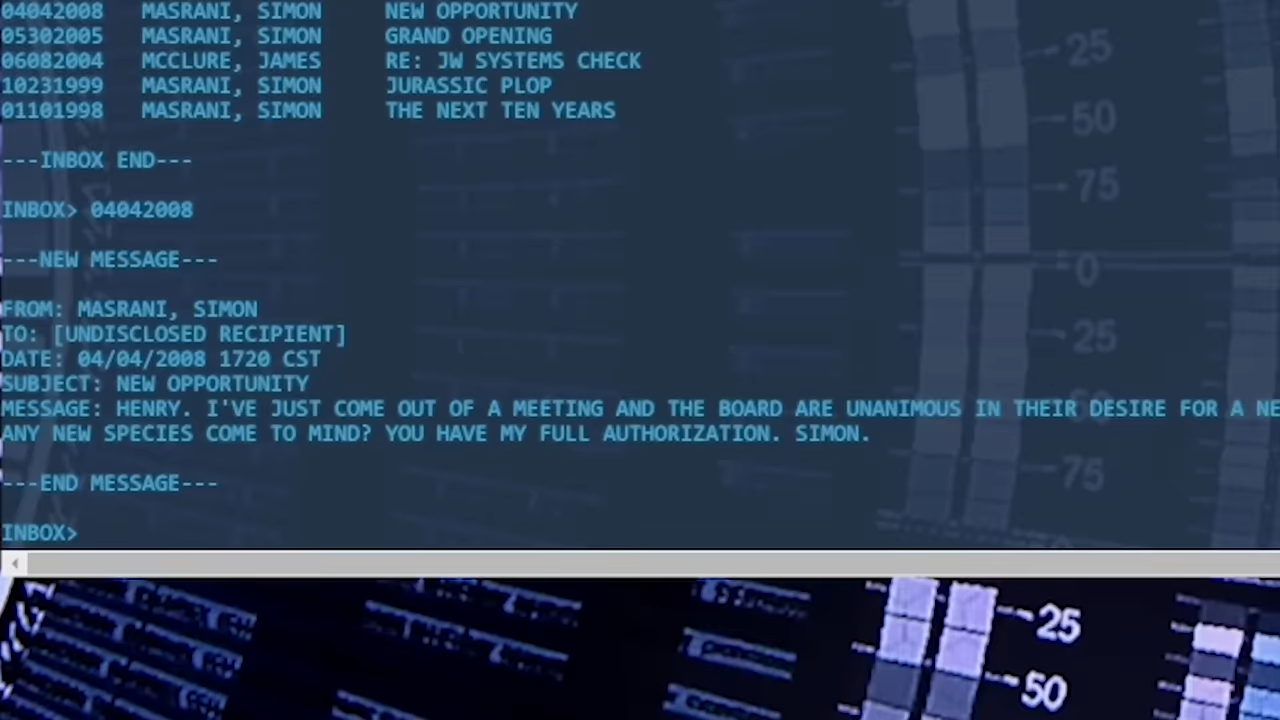 04042008 MASRANI, SIMON NEW OPPORTUNITY
05302005 MASRANI, SIMON GRAND OPENING
06082004 MCCLURE, JAMES RE: JW SYSTEMS CHECK
10231999 MASRANI, SIMON JURASSIC PLOP
01101998 MASRANI, SIMON THE NEXT TEN YEARS
---INBOX END---
INBOX> 04042008
---NEW MESSAGE---
FROM: MASRANI, SIMON
TO: [UNDISCLOSED RECIPIENT]
DATE: 04/04/2008 1720 CST
SUBJECT: NEW OPPORTUNITY
MESSAGE: HENRY. I'VE JUST COME OUT OF A MEETING AND THE BOARD ARE UNANIMOUS IN THEIR DESIRE FOR A NE
ANY NEW SPECIES COME TO MIND? YOU HAVE MY FULL AUTHORIZATION. SIMON.
---END MESSAGE---
INBOX>
25
50
75
0
25
75
25
50